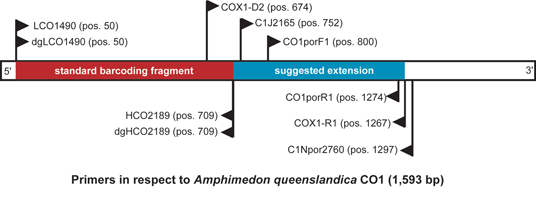 COX1-D2 (pos. 674)
LCO1490 (pos. 50)
C1J2165 (pos. 752)
dgLCO1490 (pos. 50)
CO1porF1 (pos. 800)
5' standard barcoding fragment suggested extension 3'
CO1porR1 (pos. 1274)
HCO2189 (pos. 709)
COX1-R1 (pos. 1267)
dgHCO2189 (pos. 709)
C1Npor2760 (pos. 1297)
Primers in respect to Amphimedon queenslandica CO1 (1,593 bp)